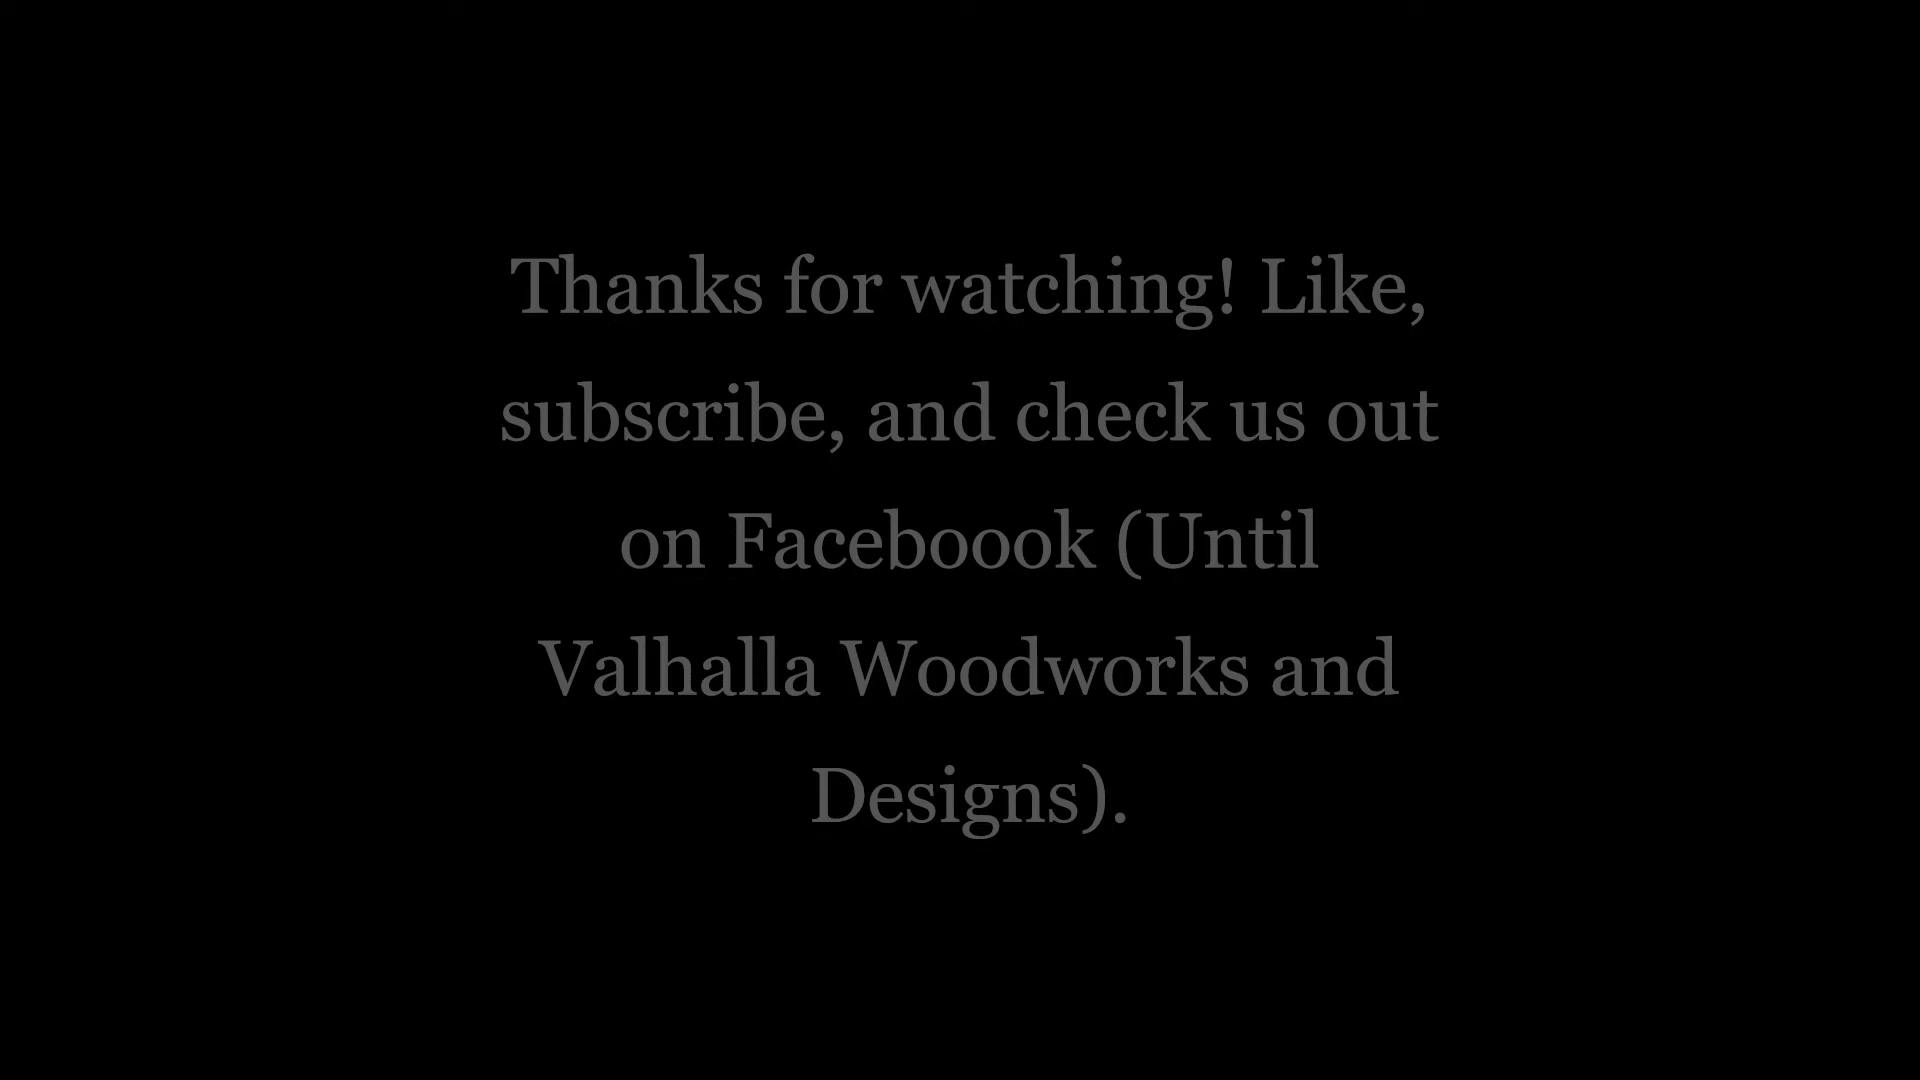 Thanks for watching! Like,
subscribe, and check us out
on Faceboook (Until
Valhalla Woodworks and
Designs).